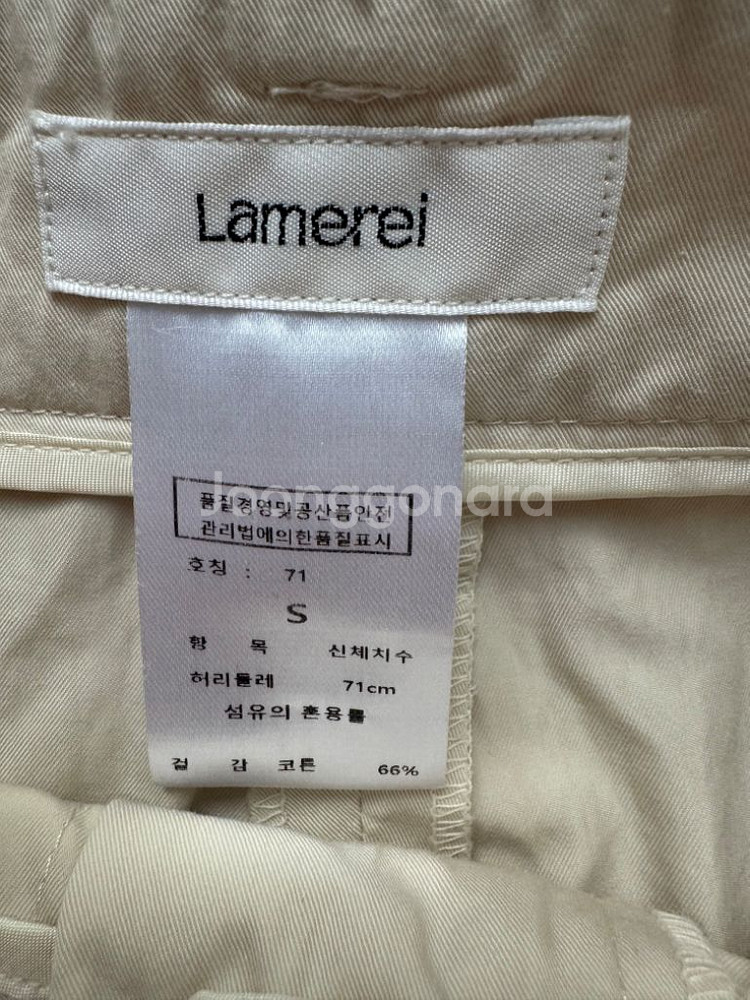 Lamerei
Joonggonara
품질경영및공산품안전
관리법에의한품질표시
호칭 : 71
S
항 목 신체치수
허리둘레 71cm
섬유의 혼용률
겉 감 코튼 66%